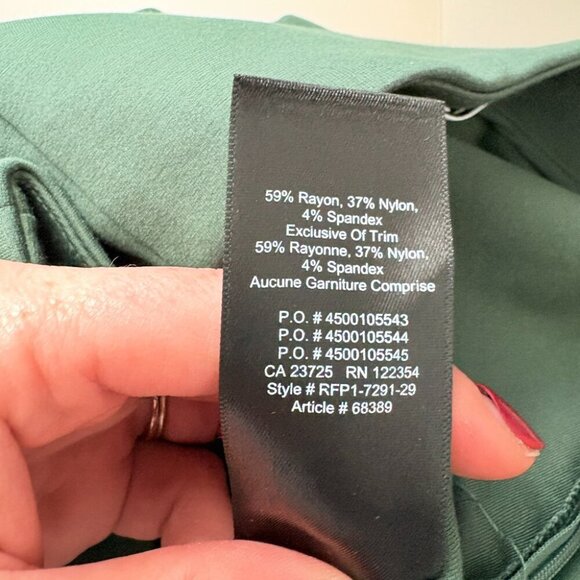 59% Rayon, 37% Nylon,
4% Spandex
Exclusive Of Trim
59% Rayonne, 37% Nylon,
4% Spandex
Aucune Garniture Comprise
P.O. # 4500105543
P.O. # 4500105544
P.O. # 4500105545
CA 23725 RN 122354
Style # RFP1-7291-29
Article # 68389